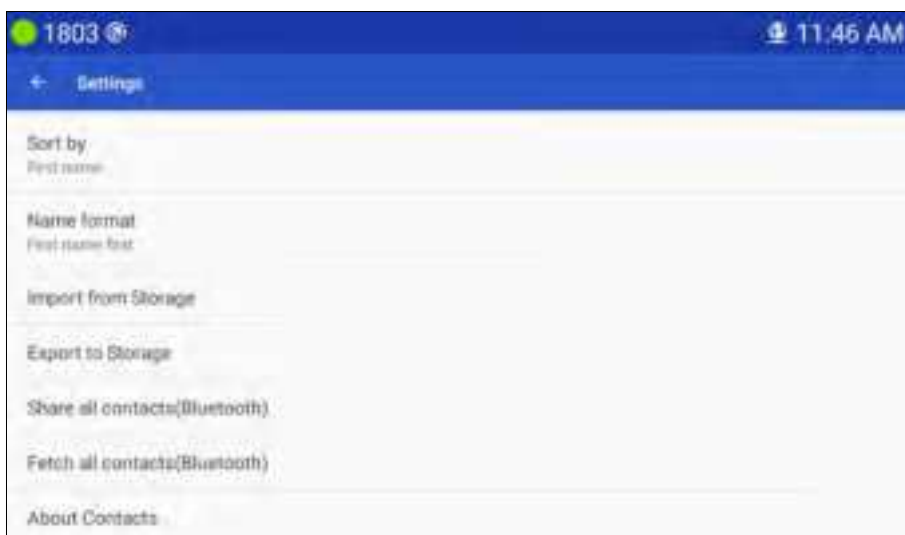 1803
11:46 AM
Settings
Sort by
First name
Name format
First name first
Import from Storage
Export to Storage
Share all contacts(Bluetooth)
Fetch all contacts(Bluetooth)
About Contacts